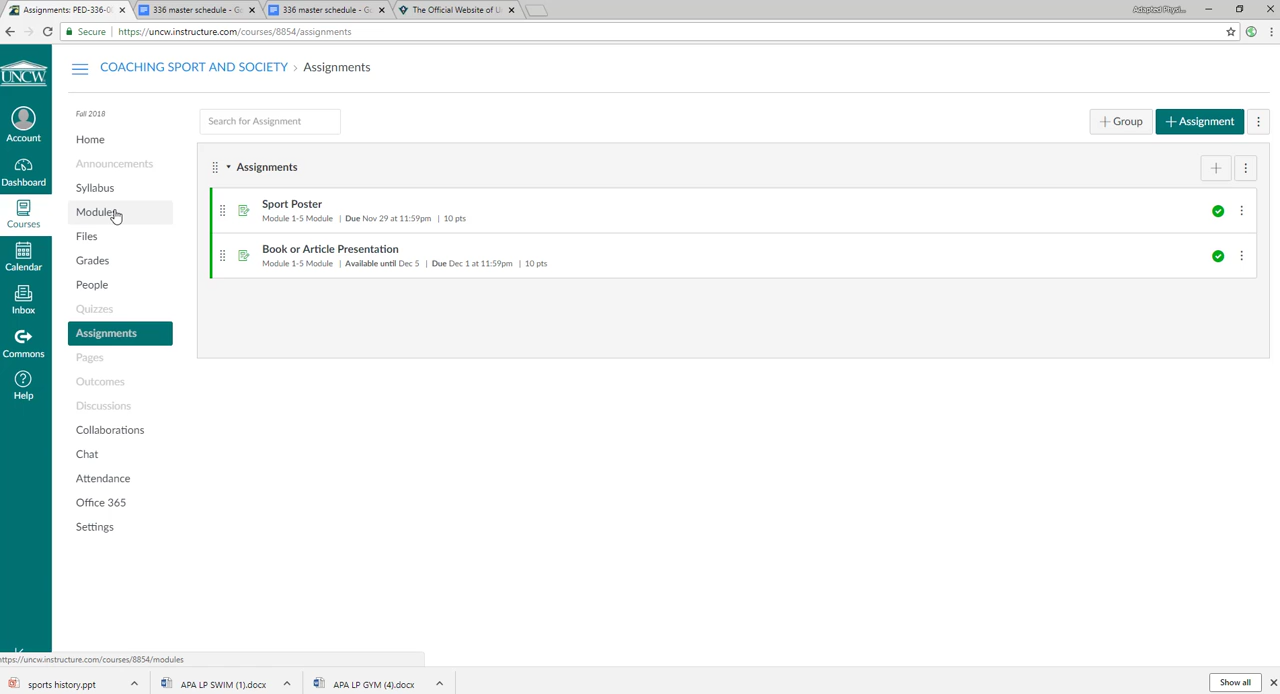 Assignments: PED-336-0
336 master schedule - G
336 master schedule - G
The Official Website of U
Adapted Physi...
Secure | https://uncw.instructure.com/courses/8854/assignments
UNCW
Account
Dashboard
Courses
Calendar
Inbox
Commons
Help
COACHING SPORT AND SOCIETY > Assignments
Fall 2018
Home
Announcements
Syllabus
Modules
Files
Grades
People
Quizzes
Assignments
Pages
Outcomes
Discussions
Collaborations
Chat
Attendance
Office 365
Settings
Search for Assignment
+ Group
+ Assignment
Assignments
Sport Poster
Module 1-5 Module | Due Nov 29 at 11:59pm | 10 pts
Book or Article Presentation
Module 1-5 Module | Available until Dec 5 | Due Dec 1 at 11:59pm | 10 pts
https://uncw.instructure.com/courses/8854/modules
sports history.ppt
APA LP SWIM (1).docx
APA LP GYM (4).docx
Show all